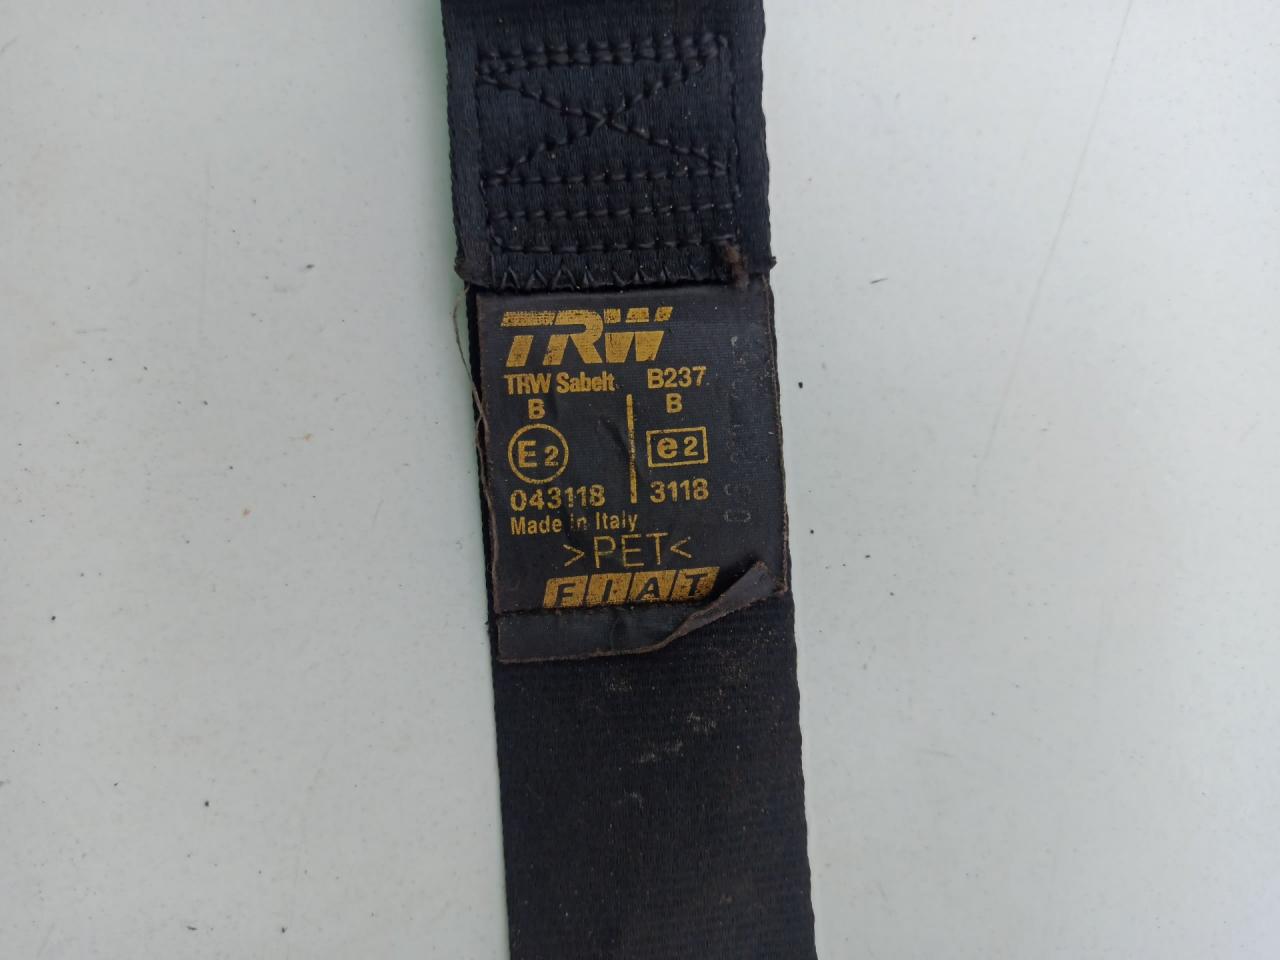 TRW
TRW Sabelt B237
B B
E2 e2
043118 3118
Made in Italy
>PET<
FIAT